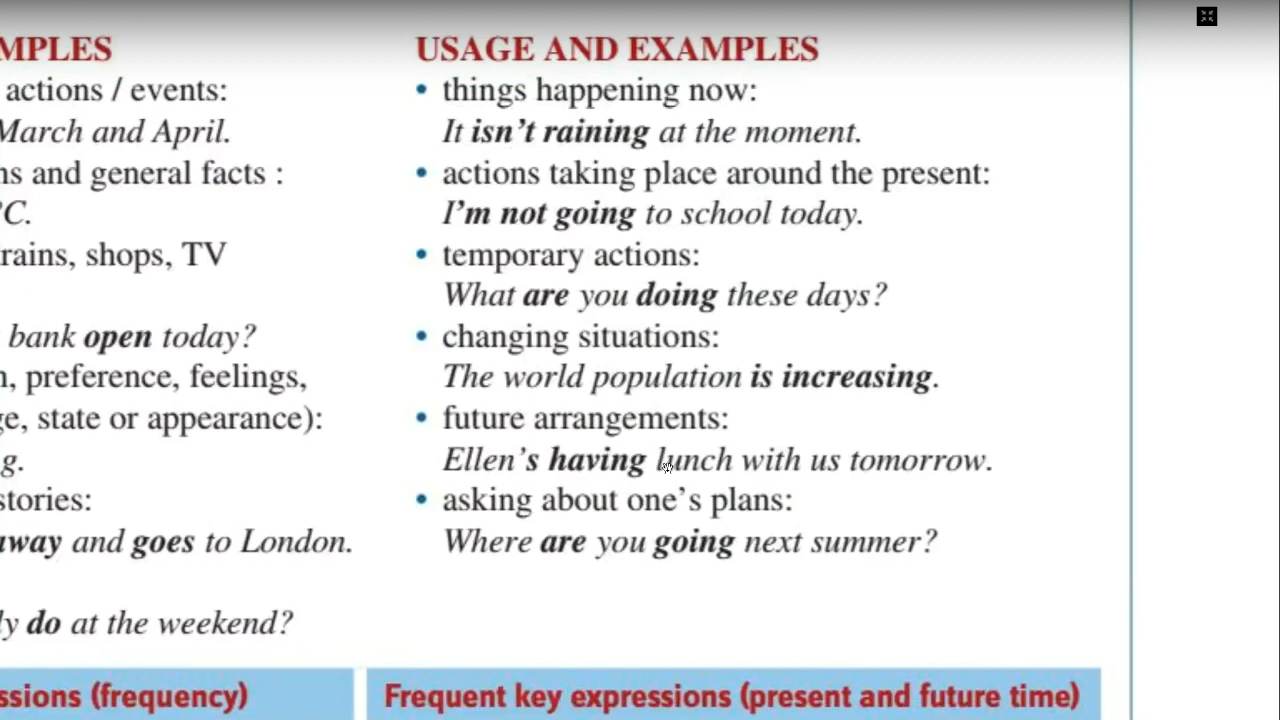 MPLES
actions / events:
March and April.
ns and general facts :
°C.
rains, shops, TV
bank open today?
n, preference, feelings,
ge, state or appearance):
g.
stories:
away and goes to London.
ly do at the weekend?
ssions (frequency)
USAGE AND EXAMPLES
• things happening now:
It isn’t raining at the moment.
• actions taking place around the present:
I’m not going to school today.
• temporary actions:
What are you doing these days?
• changing situations:
The world population is increasing.
• future arrangements:
Ellen’s having lunch with us tomorrow.
• asking about one’s plans:
Where are you going next summer?
Frequent key expressions (present and future time)